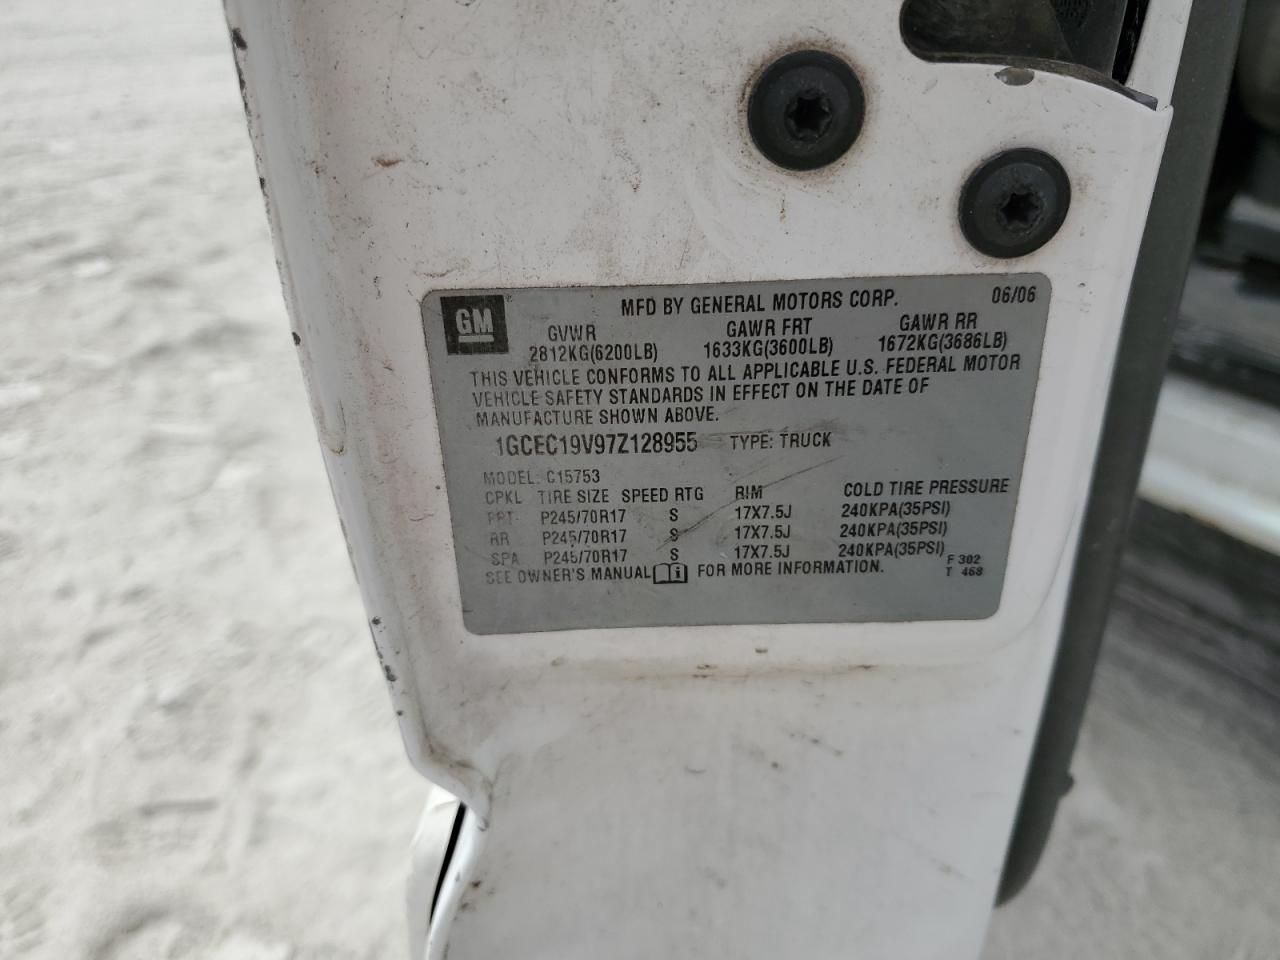 GM MFD BY GENERAL MOTORS CORP. 06/06
GVWR GAWR FRT GAWR RR
2812KG(6200LB) 1633KG(3600LB) 1672KG(3686LB)
THIS VEHICLE CONFORMS TO ALL APPLICABLE U.S. FEDERAL MOTOR
VEHICLE SAFETY STANDARDS IN EFFECT ON THE DATE OF
MANUFACTURE SHOWN ABOVE.
1GCEC19V97Z128955 TYPE: TRUCK
MODEL: C15753
CPKL TIRE SIZE SPEED RTG RIM COLD TIRE PRESSURE
FRT P245/70R17 S 17X7.5J 240KPA(35PSI)
RR P245/70R17 S 17X7.5J 240KPA(35PSI)
SPA P245/70R17 S 17X7.5J 240KPA(35PSI)
SEE OWNER'S MANUAL i FOR MORE INFORMATION.
F 302
T 468